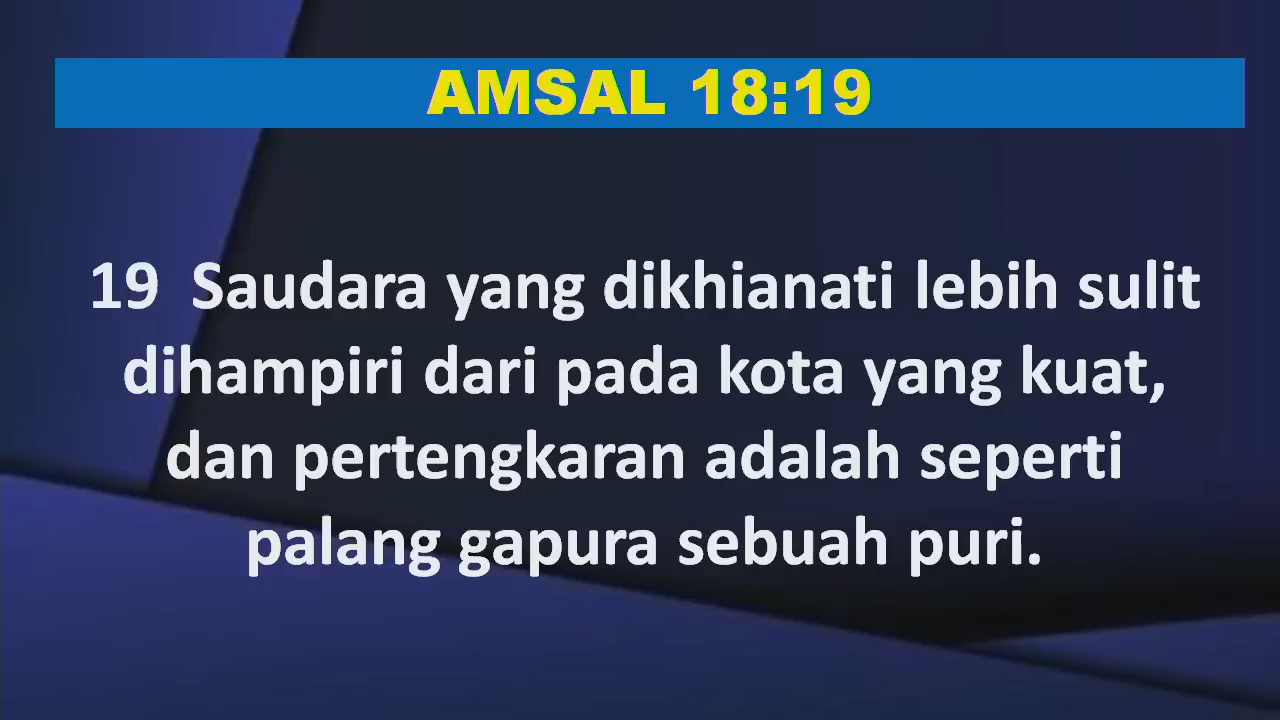 AMSAL 18:19
19 Saudara yang dikhianati lebih sulit
dihampiri dari pada kota yang kuat,
dan pertengkaran adalah seperti
palang gapura sebuah puri.